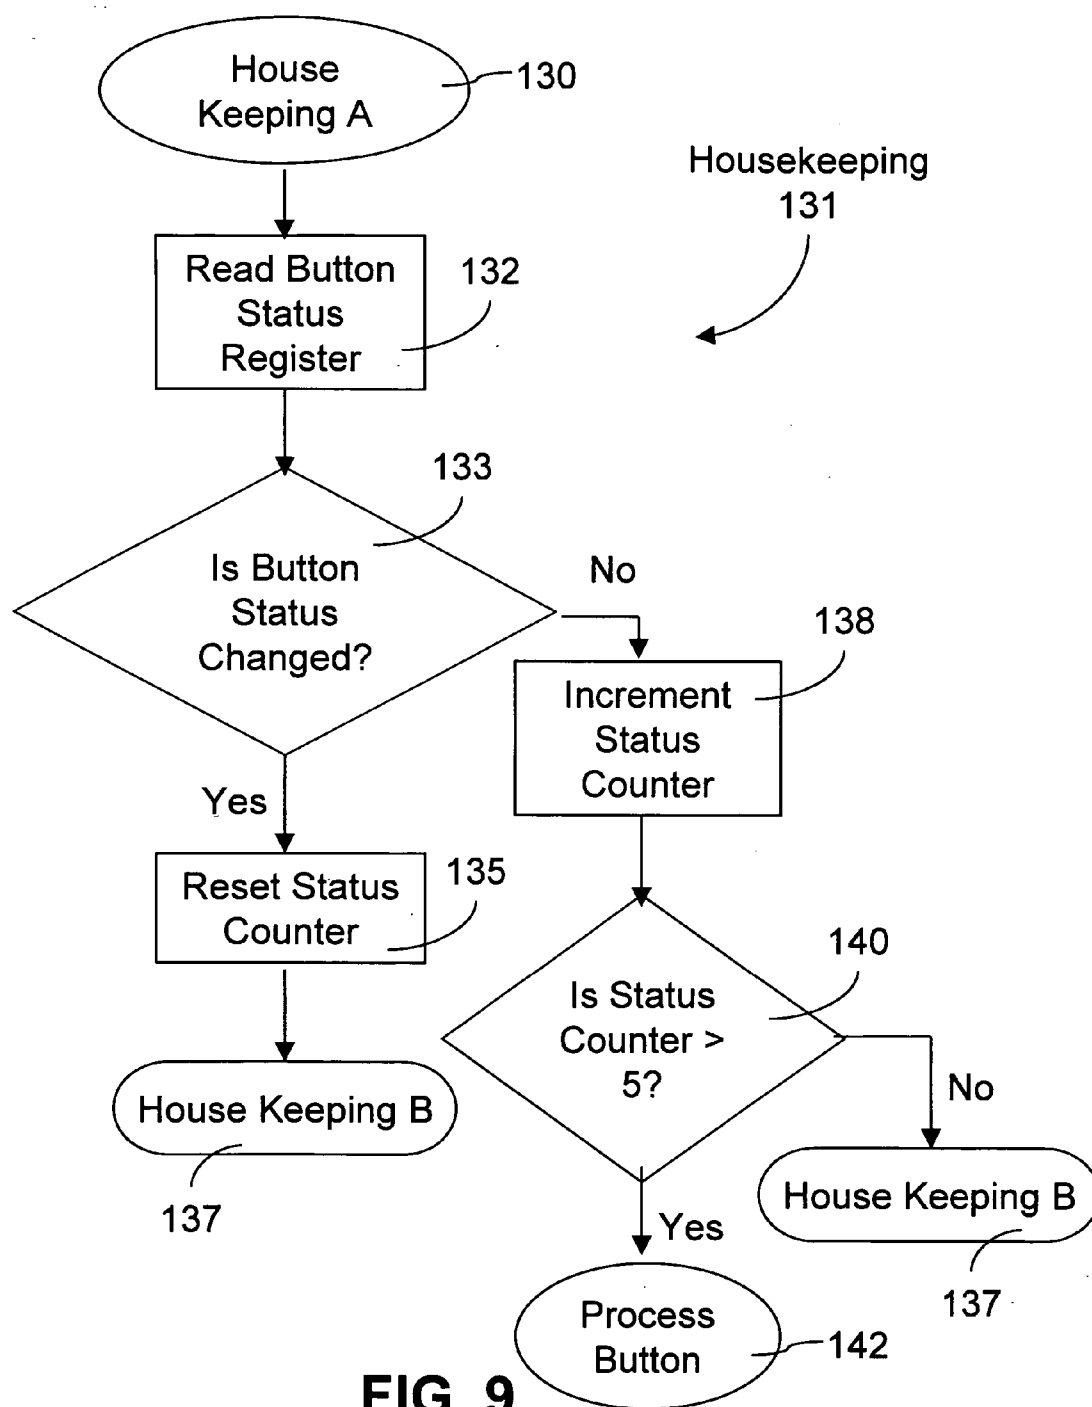 House
Keeping A
130
Housekeeping
131
Read Button
Status
Register
132
133
Is Button
Status
Changed?
No
138
Increment
Status
Counter
Yes
Reset Status
Counter
135
140
Is Status
Counter >
5?
No
House Keeping B
137
House Keeping B
137
Yes
Process
Button
142
FIG. 9